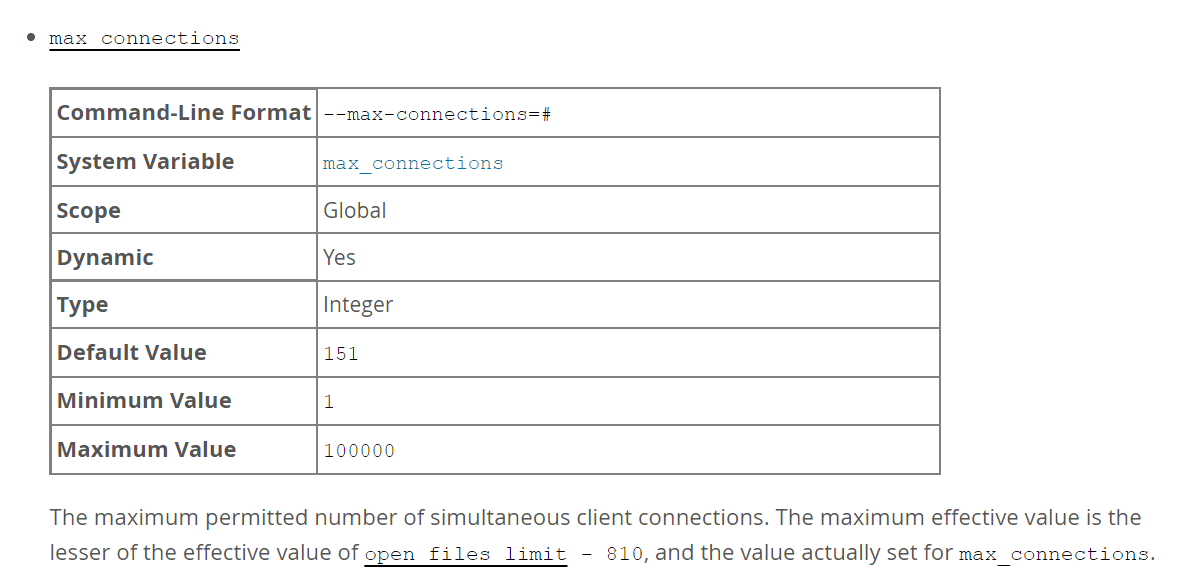 max_connections
Command-Line Format --max-connections=#
System Variable max_connections
Scope Global
Dynamic Yes
Type Integer
Default Value 151
Minimum Value 1
Maximum Value 100000
The maximum permitted number of simultaneous client connections. The maximum effective value is the
lesser of the effective value of open_files_limit - 810, and the value actually set for max_connections.